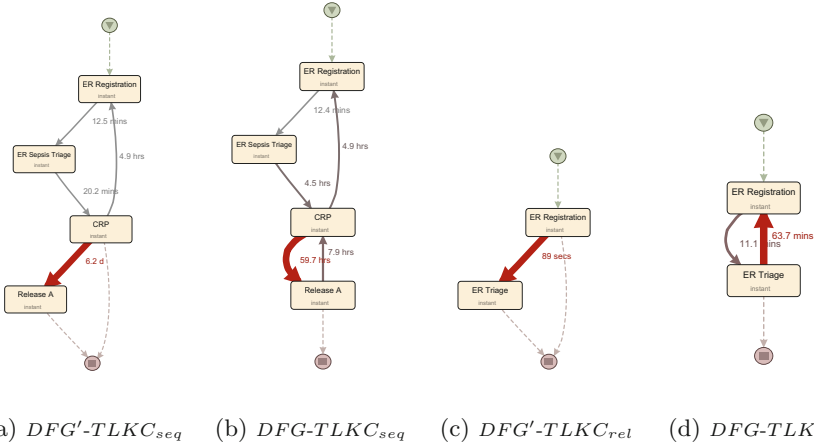 ER Registration
instant
12.5 mins
ER Sepsis Triage
instant
4.9 hrs
20.2 mins
CRP
instant
6.2 d
Release A
instant
ER Registration
instant
12.4 mins
ER Sepsis Triage
instant
4.9 hrs
4.5 hrs
CRP
instant
59.7 hrs
7.9 hrs
Release A
instant
ER Registration
instant
89 secs
ER Triage
instant
ER Registration
instant
63.7 mins
11.1 mins
ER Triage
instant
a) DFG′-TLKC_seq (b) DFG-TLKC_seq (c) DFG′-TLKC_rel (d) DFG-TLK